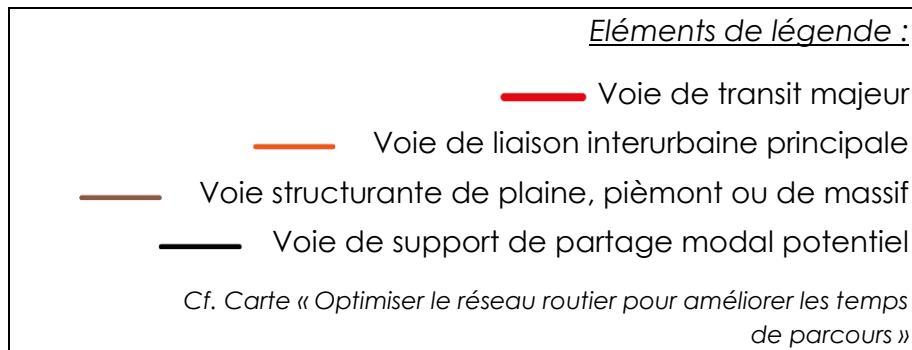 Eléments de légende :
Voie de transit majeur
Voie de liaison interurbaine principale
Voie structurante de plaine, pièmont ou de massif
Voie de support de partage modal potentiel
Cf. Carte « Optimiser le réseau routier pour améliorer les temps
de parcours »